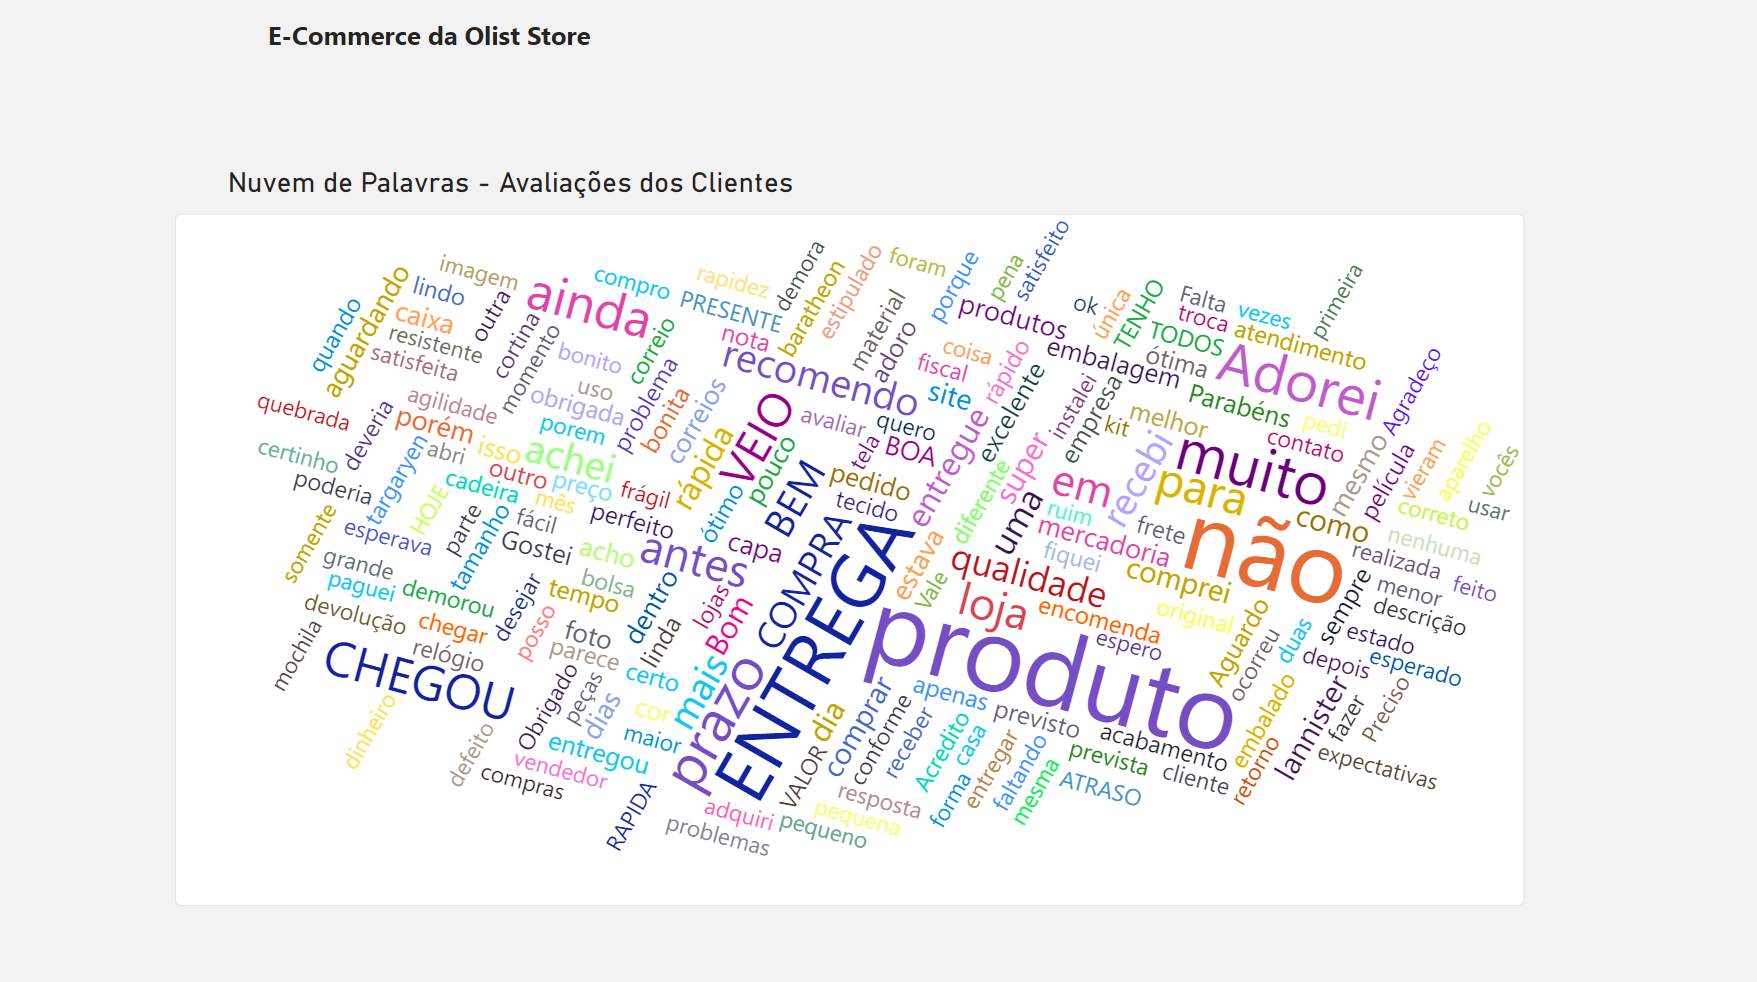 E-Commerce da Olist Store
Nuvem de Palavras - Avaliações dos Clientes
imagem
lindo
aguardando
quando
caixa
outra
resistente
satisfeita
cortina
momento
ainda
compro
rapidez
PRESENTE
demora
baratheon
estipulado
foram
material
adoro
porque
pena
satisfeito
produtos
ok
única
TENHO
Falta
troca
vezes
primeira
TODOS
atendimento
embalagem
ótima
Adorei
Agradeço
bonito
correio
nota
recomendo
coisa
fiscal
rápido
site
excelente
instalei
empresa
Parabéns
kit
melhor
pedi
contato
quebrada
deveria
agilidade
porém
uso
obrigada
porem
problema
bonita
correios
VEIO
avaliar
quero
BOA
tela
entregue
super
diferente
em
recebi
muito
para
mesmo
película
vieram
aparelho
vocês
certinho
targaryen
abri
isso
achei
outro
cadeira
preço
mês
frágil
rápida
pouco
BEM
pedido
tecido
poderia
HOJE
parte
tamanho
fácil
perfeito
ótimo
uma
ruim
mercadoria
frete
não
como
correto
usar
somente
esperava
Gostei
acho
antes
capa
COMPRA
ENTREGA
estava
Vale
fiquei
qualidade
comprei
realizada
nenhuma
grande
paguei
demorou
desejar
bolsa
tempo
dentro
lojas
Bom
loja
encomenda
original
Aguardo
sempre
menor
feito
descrição
devolução
chegar
posso
foto
linda
produto
espero
ocorreu
duas
estado
mochila
relógio
parece
certo
mais
prazo
depois
esperado
CHEGOU
Obrigado
peças
dias
cor
dia
comprar
conforme
apenas
previsto
embalado
lannister
fazer
Preciso
dinheiro
defeito
entregou
maior
VALOR
receber
Acredito
casa
acabamento
retorno
expectativas
vendedor
compras
RAPIDA
adquiri
problemas
pequeno
pequena
resposta
forma
entregar
faltando
mesma
prevista
ATRASO
cliente